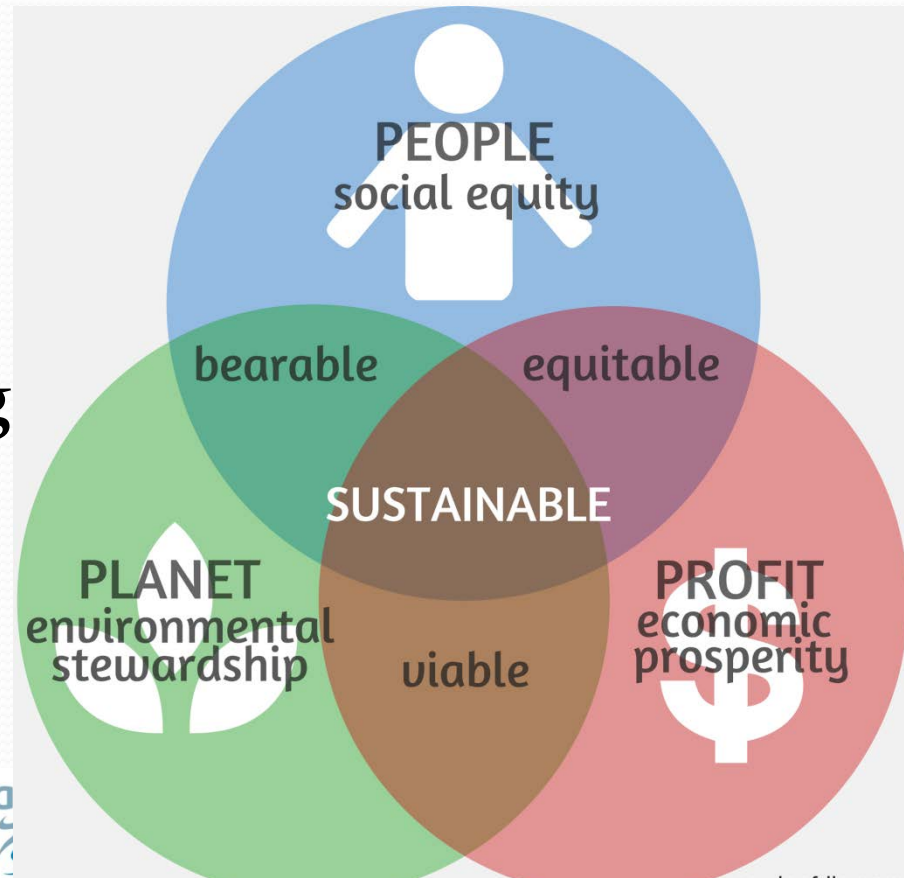 PEOPLE
social equity
bearable
equitable
g
SUSTAINABLE
PLANET
environmental
stewardship
PROFIT
economic
prosperity
viable